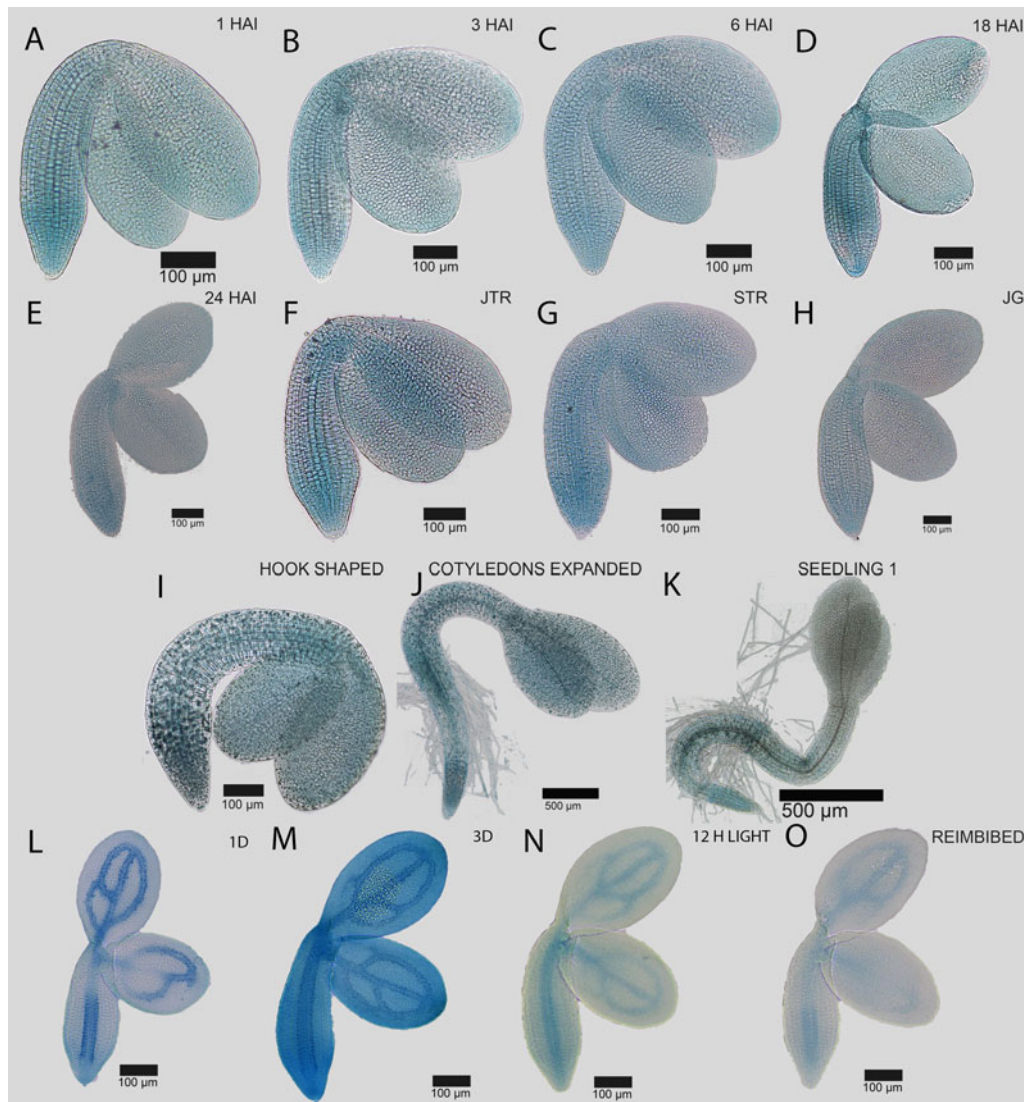 A 1 HAI
B 3 HAI
C 6 HAI
D 18 HAI
100 µm
100 µm
100 µm
100 µm
E 24 HAI
F JTR
G STR
H JG
100 µm
100 µm
100 µm
100 µm
I HOOK SHAPED
J COTYLEDONS EXPANDED
K SEEDLING 1
100 µm
500 µm
500 µm
L 1D
M 3D
N 12 H LIGHT
O REIMBIBED
100 µm
100 µm
100 µm
100 µm